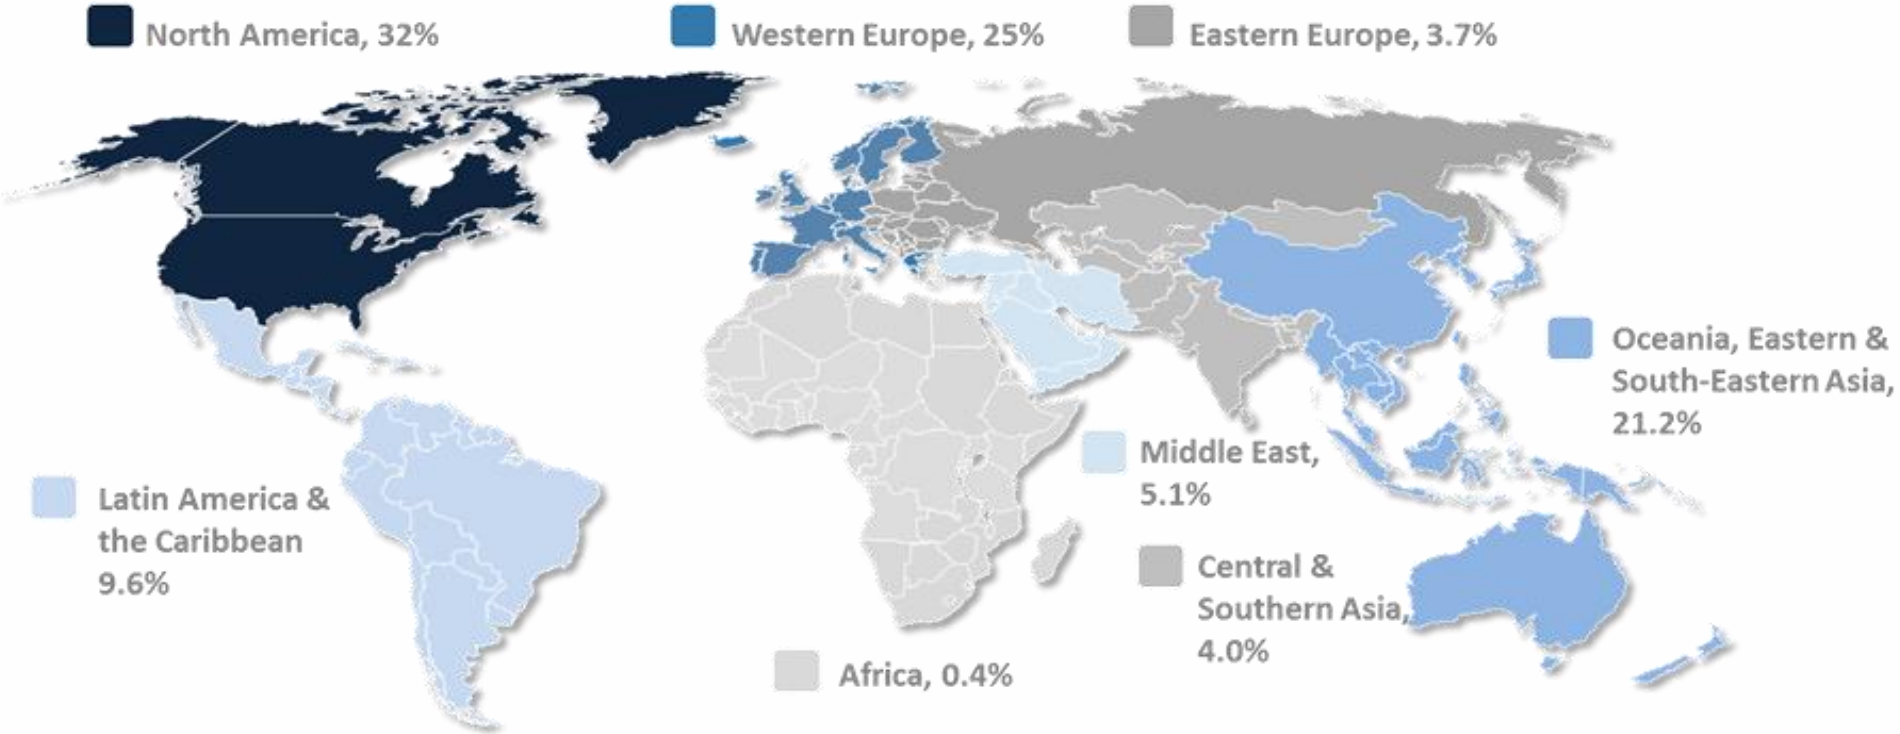 North America, 32%
Western Europe, 25%
Eastern Europe, 3.7%
Oceania, Eastern &
South-Eastern Asia,
21.2%
Middle East,
5.1%
Latin America &
the Caribbean
9.6%
Central &
Southern Asia,
4.0%
Africa, 0.4%